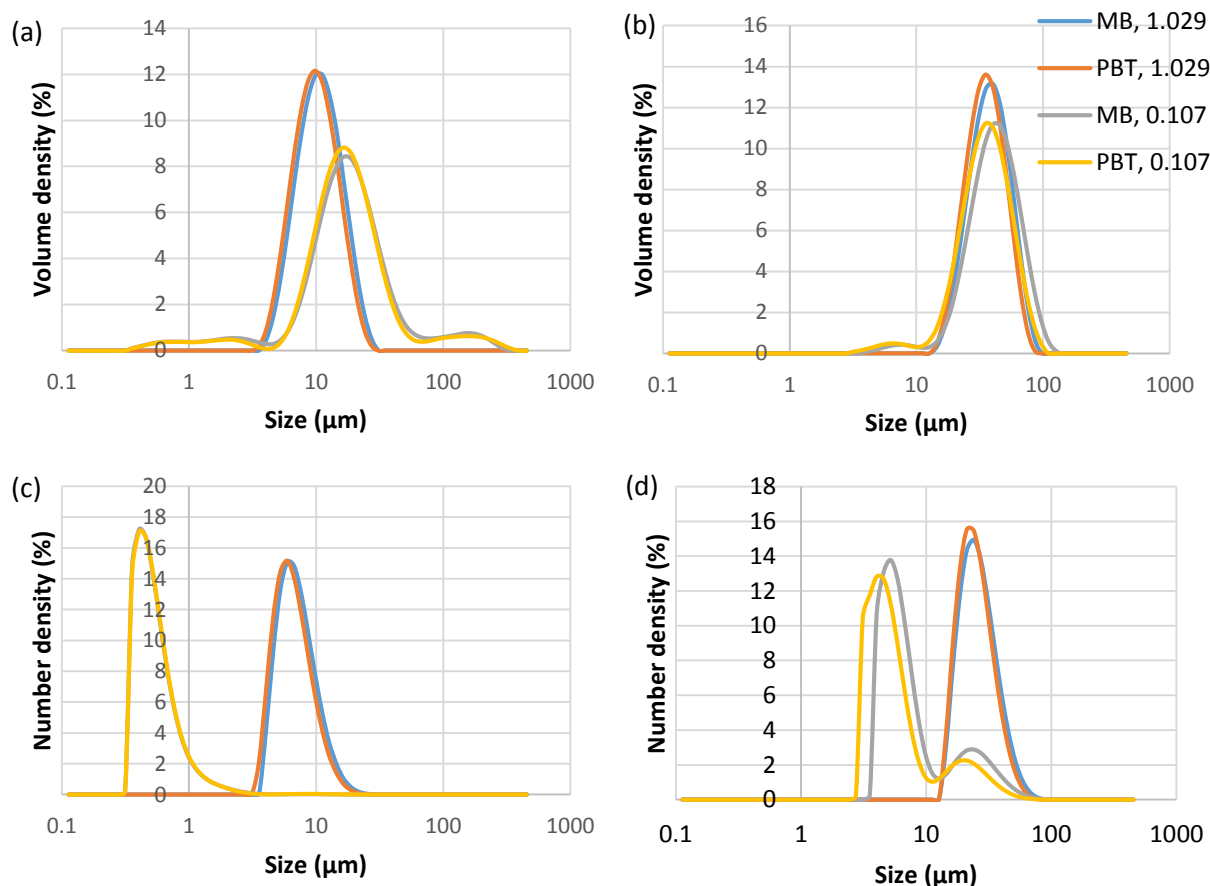 (a)
14
12
10
8
6
4
2
0
Volume density (%)
0.1 1 10 100 1000
Size (µm)
(b)
16
14
12
10
8
6
4
2
0
Volume density (%)
0.1 1 10 100 1000
Size (µm)
MB, 1.029
PBT, 1.029
MB, 0.107
PBT, 0.107
(c)
20
18
16
14
12
10
8
6
4
2
0
Number density (%)
0.1 1 10 100 1000
Size (µm)
(d)
18
16
14
12
10
8
6
4
2
0
Number density (%)
0.1 1 10 100 1000
Size (µm)